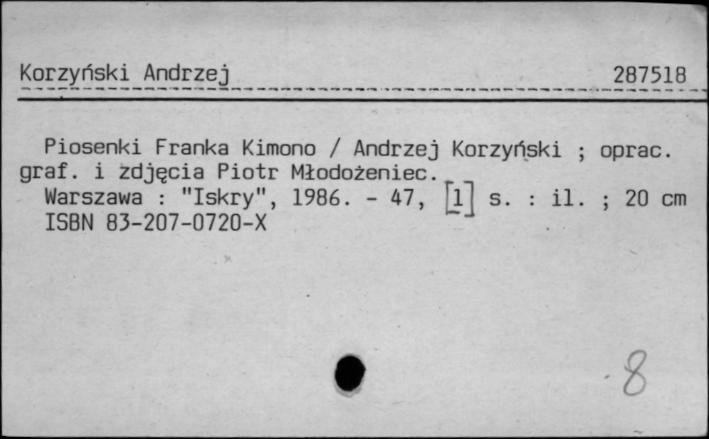 Korzyński Andrzej 287518
Piosenki Franka Kimono / Andrzej Korzyński ; oprac.
graf. i zdjęcia Piotr Młodożeniec.
Warszawa : "Iskry", 1986. - 47, [1] s. : il. ; 20 cm
ISBN 83-207-0720-X
8